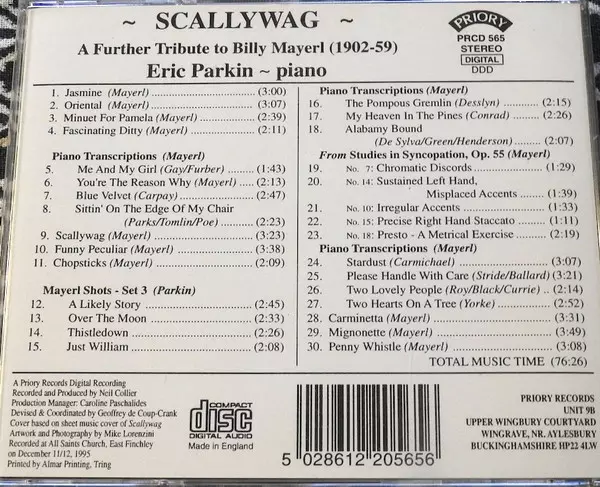 ~ SCALLYWAG ~
A Further Tribute to Billy Mayerl (1902-59)
Eric Parkin ~ piano
PRIORY
PRCD 565
STEREO
DIGITAL
DDD
1. Jasmine (Mayerl) (3:00)
2. Oriental (Mayerl) (3:07)
3. Minuet For Pamela (Mayerl) (2:39)
4. Fascinating Ditty (Mayerl) (2:11)
Piano Transcriptions (Mayerl)
5. Me And My Girl (Gay/Furber) (1:43)
6. You're The Reason Why (Mayerl) (2:13)
7. Blue Velvet (Carpay) (2:47)
8. Sittin' On The Edge Of My Chair
(Parks/Tomlin/Poe) (2:23)
9. Scallywag (Mayerl) (3:23)
10. Funny Peculiar (Mayerl) (3:38)
11. Chopsticks (Mayerl) (2:09)
Mayerl Shots - Set 3 (Parkin)
12. A Likely Story (2:45)
13. Over The Moon (2:33)
14. Thistledown (2:26)
15. Just William (2:08)
Piano Transcriptions (Mayerl)
16. The Pompous Gremlin (Desslyn) (2:15)
17. My Heaven In The Pines (Conrad) (2:26)
18. Alabamy Bound
(De Sylva/Green/Henderson) (2:07)
From Studies in Syncopation, Op. 55 (Mayerl)
19. No. 7: Chromatic Discords (1:29)
20. No. 14: Sustained Left Hand,
Misplaced Accents (1:39)
21. No. 10: Irregular Accents (1:33)
22. No. 15: Precise Right Hand Staccato (1:11)
23. No. 18: Presto - A Metrical Exercise (2:19)
Piano Transcriptions (Mayerl)
24. Stardust (Carmichael) (3:07)
25. Please Handle With Care (Stride/Ballard) (3:21)
26. Two Lovely People (Roy/Black/Currie) (2:14)
27. Two Hearts On A Tree (Yorke) (2:52)
28. Carminetta (Mayerl) (3:31)
29. Mignonette (Mayerl) (3:49)
30. Penny Whistle (Mayerl) (3:08)
TOTAL MUSIC TIME (76:26)
A Priory Records Digital Recording
Recorded and Produced by Neil Collier
Production Manager: Caroline Paschalides
Devised & Coordinated by Geoffrey de Coup-Crank
Cover based on sheet music cover of Scallywag
Artwork and Photography by Mike Lorenzini
Recorded at All Saints Church, East Finchley
on December 11/12, 1995
Printed by Almar Printing, Tring
COMPACT
disc
DIGITAL AUDIO
Made in England
5 028612 205656
PRIORY RECORDS
UNIT 9B
UPPER WINGBURY COURTYARD
WINGRAVE, NR. AYLESBURY
BUCKINGHAMSHIRE HP22 4LW